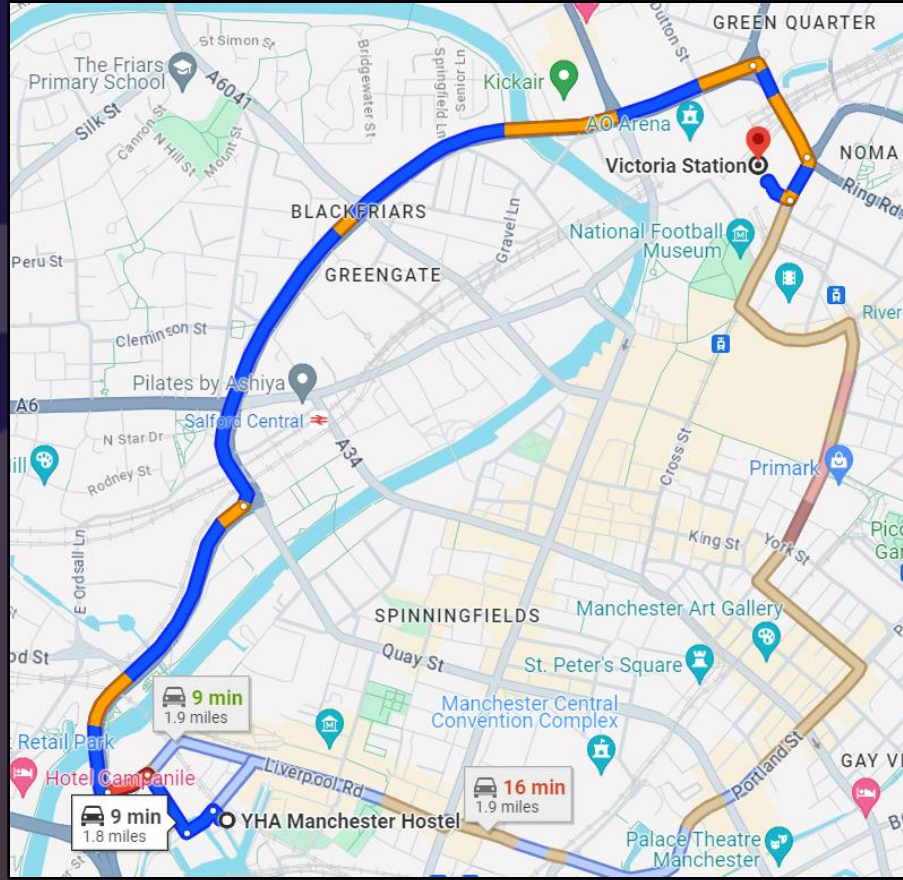 GREEN QUARTER
St Simon St
Dutton St
The Friars
Primary School
A6041
Bridgewater St
Springfield Ln
Senior Ln
Kickair
Silk St
Cannon St
N Hill St
Mount St
AO Arena
Victoria Station
NOMA
Ring Rd
BLACKFRIARS
Gravel Ln
National Football
Museum
Peru St
GREENGATE
River
Cleminson St
Pilates by Ashiya
A6
Salford Central
N Star Dr
A34
Cross St
Primark
ill
Rodney St
King St
York St
Picc
Gar
E Ordsall Ln
SPINNINGFIELDS
Manchester Art Gallery
od St
Quay St
St. Peter's Square
9 min
1.9 miles
Manchester Central
Convention Complex
Retail Park
Portland St
GAY VI
Hotel Campanile
Liverpool Rd
16 min
1.9 miles
9 min
1.8 miles
YHA Manchester Hostel
Palace Theatre
Manchester